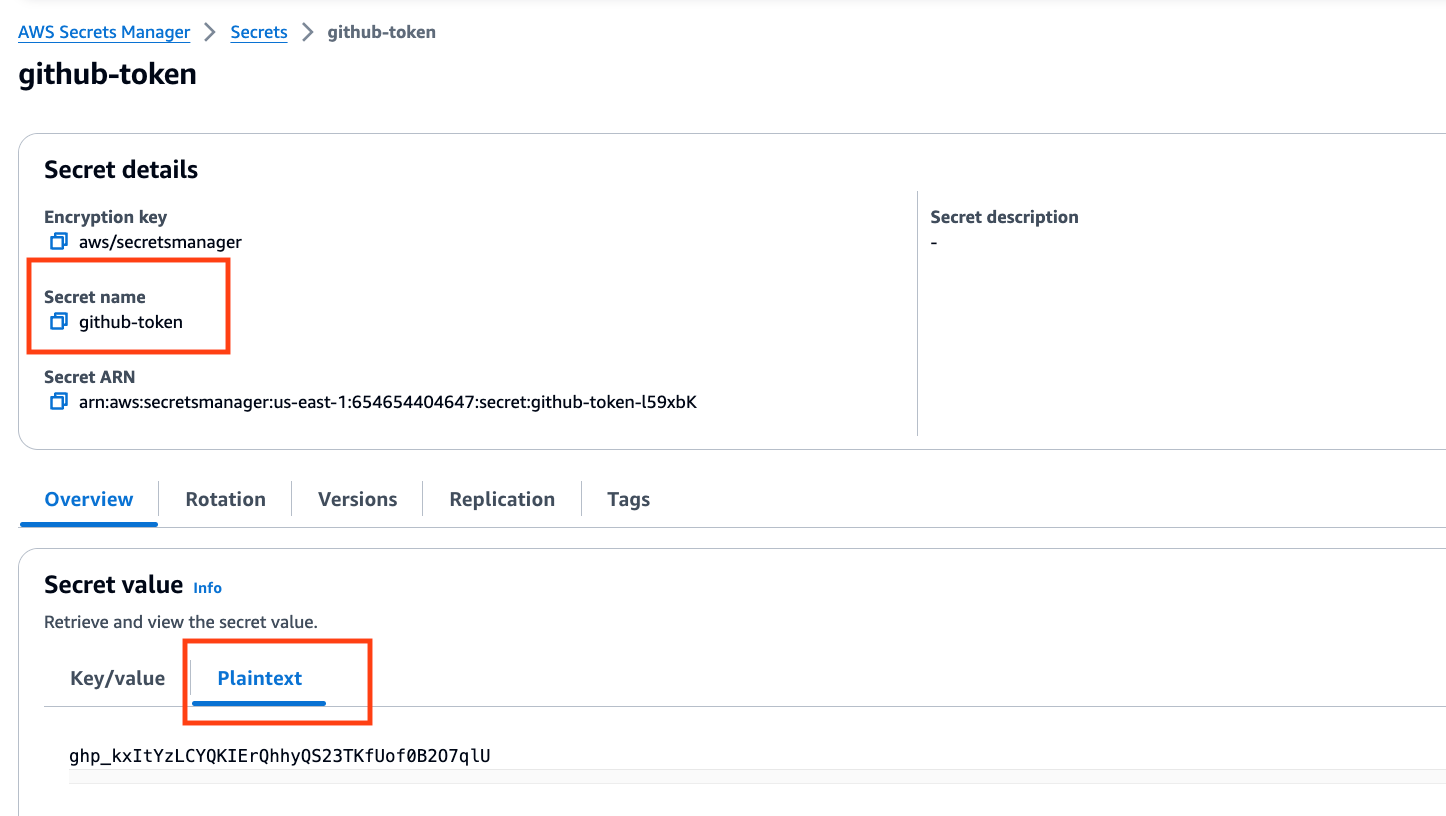 AWS Secrets Manager > Secrets > github-token
github-token
Secret details
Encryption key
aws/secretsmanager
Secret name
github-token
Secret ARN
arn:aws:secretsmanager:us-east-1:654654404647:secret:github-token-l59xbK
Secret description
-
Overview
Rotation
Versions
Replication
Tags
Secret value Info
Retrieve and view the secret value.
Key/value
Plaintext
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